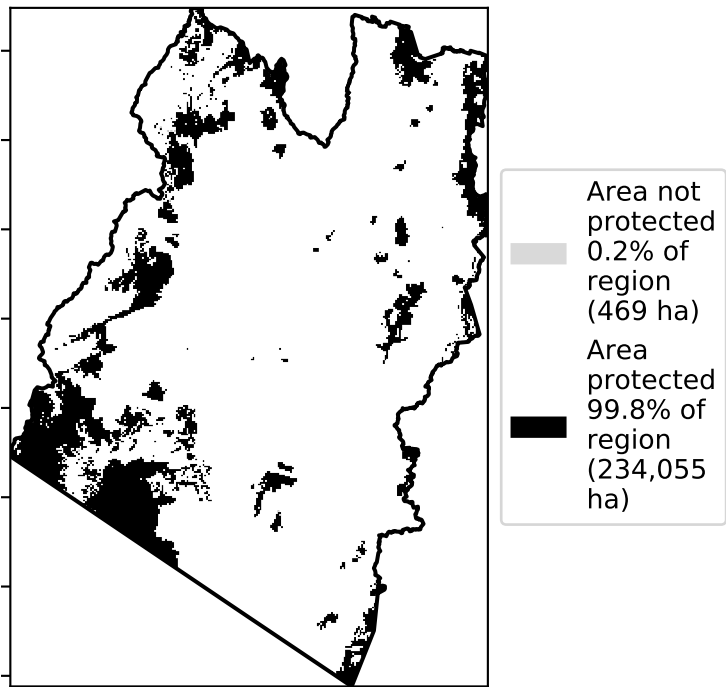 Area not
protected
0.2% of
region
(469 ha)
Area
protected
99.8% of
region
(234,055
ha)